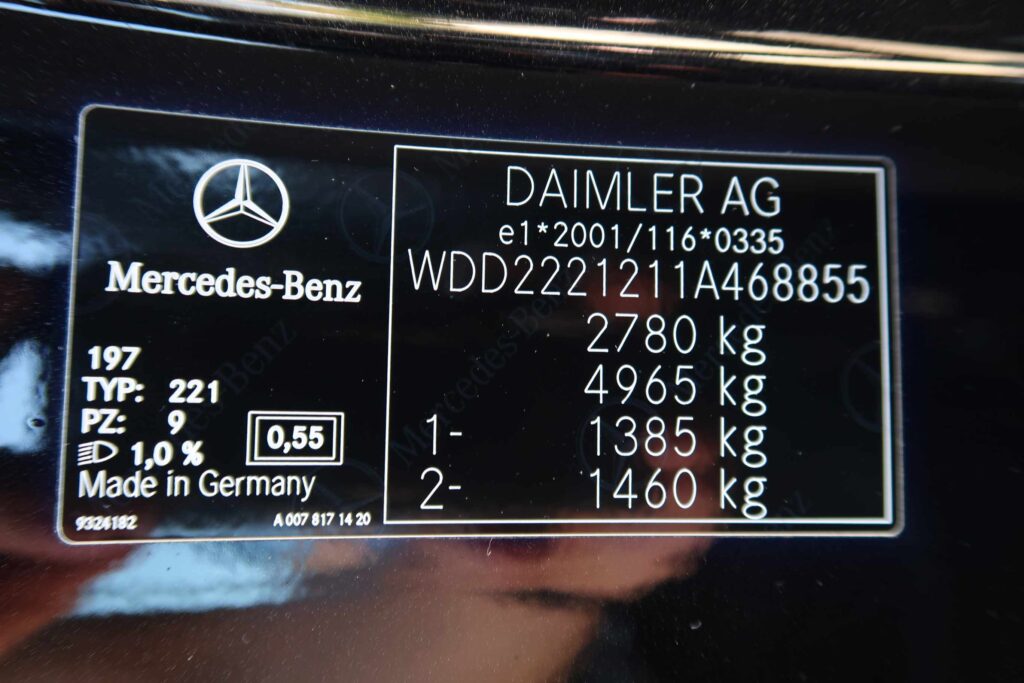 Mercedes-Benz
197
TYP: 221
PZ: 9
1,0 %
0,55
Made in Germany
9324182
A 007 817 14 20
DAIMLER AG
e1*2001/116*0335
WDD2221211A468855
2780 kg
4965 kg
1- 1385 kg
2- 1460 kg